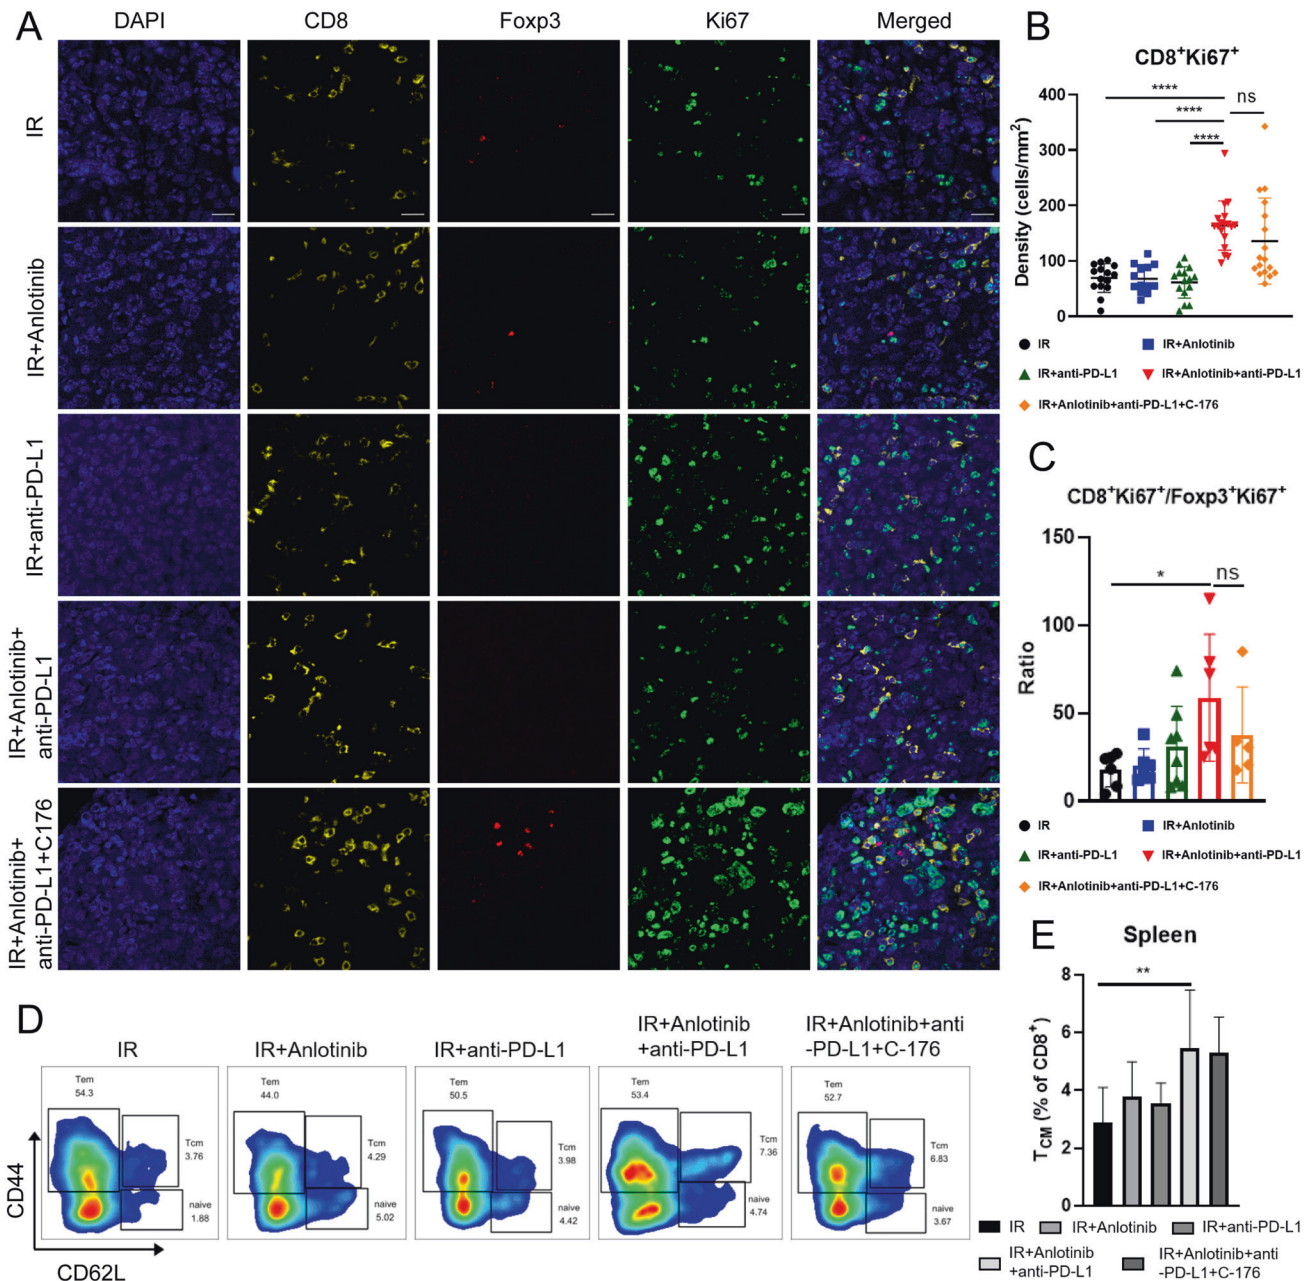 A
DAPI
CD8
Foxp3
Ki67
Merged
IR
IR+Anlotinib
IR+anti-PD-L1
IR+Anlotinib+
anti-PD-L1
IR+Anlotinib+
anti-PD-L1+C176
B
CD8+Ki67+
Density (cells/mm2)
400
300
200
100
0
****
****
****
ns
IR
IR+Anlotinib
IR+anti-PD-L1
IR+Anlotinib+anti-PD-L1
IR+Anlotinib+anti-PD-L1+C-176
C
CD8+Ki67+/Foxp3+Ki67+
Ratio
150
100
50
0
*
ns
IR
IR+Anlotinib
IR+anti-PD-L1
IR+Anlotinib+anti-PD-L1
IR+Anlotinib+anti-PD-L1+C-176
D
CD44
CD62L
IR
Tem
54.3
Tcm
3.76
naive
1.88
IR+Anlotinib
Tem
44.0
Tcm
4.29
naive
5.02
IR+anti-PD-L1
Tem
50.5
Tcm
3.98
naive
4.42
IR+Anlotinib
+anti-PD-L1
Tem
53.4
Tcm
7.36
naive
4.74
IR+Anlotinib+anti
-PD-L1+C-176
Tem
52.7
Tcm
6.83
naive
3.67
E
Spleen
TCM (% of CD8+)
8
6
4
2
0
**
IR
IR+Anlotinib
IR+anti-PD-L1
IR+Anlotinib
+anti-PD-L1
IR+Anlotinib+anti
-PD-L1+C-176